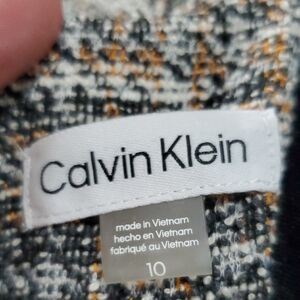 Calvin Klein
made in Vietnam
hecho en Vietnam
fabriqué au Vietnam
10